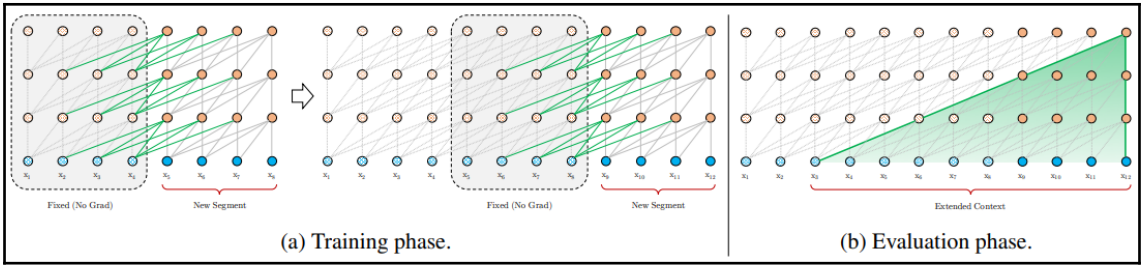 x₁ x₂ x₃ x₄ x₅ x₆ x₇ x₈
Fixed (No Grad) New Segment
x₁ x₂ x₃ x₄ x₅ x₆ x₇ x₈ x₉ x₁₀ x₁₁ x₁₂
Fixed (No Grad) New Segment
(a) Training phase.
x₁ x₂ x₃ x₄ x₅ x₆ x₇ x₈ x₉ x₁₀ x₁₁ x₁₂
Extended Context
(b) Evaluation phase.